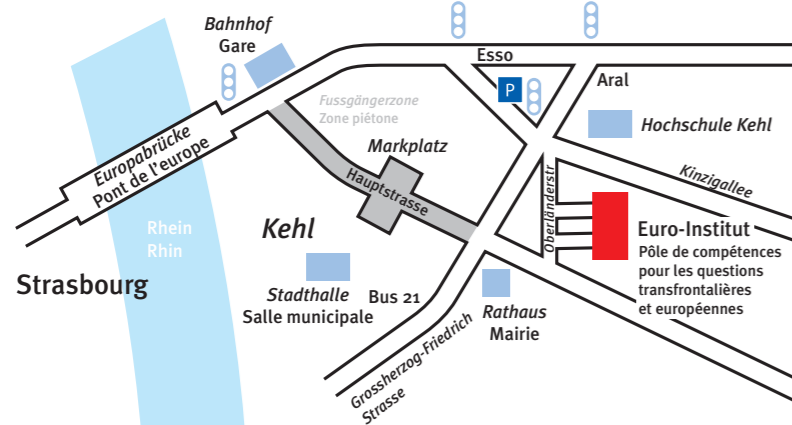 Bahnhof
Gare
Esso
Aral
P
Fussgängerzone
Zone piétone
Hochschule Kehl
Markplatz
Europabrücke
Pont de l'europe
Hauptstrasse
Oberländerstr
Kinzigallee
Rhein
Rhin
Kehl
Euro-Institut
Pôle de compétences
pour les questions
transfrontalières
et européennes
Strasbourg
Stadthalle
Salle municipale
Bus 21
Rathaus
Mairie
Grossherzog-Friedrich
Strasse